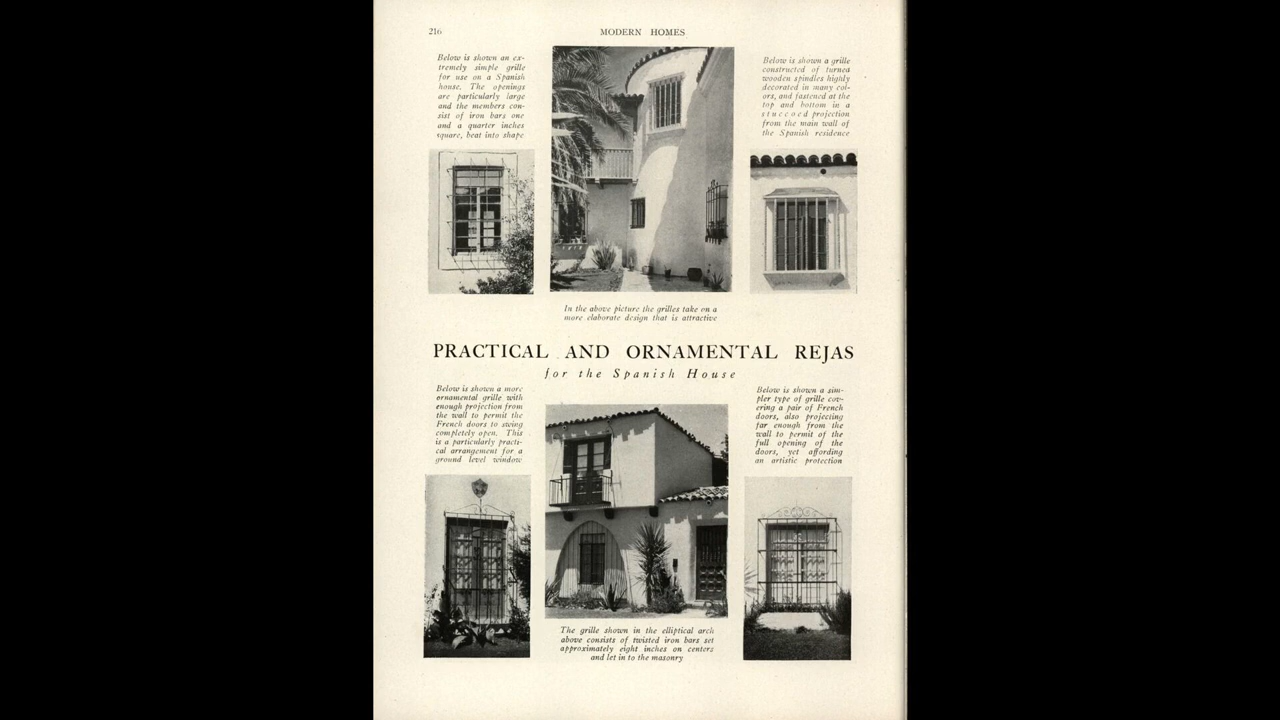 216
MODERN HOMES
Below is shown an ex-
tremely simple grille
for use on a Spanish
house. The openings
are particularly large
and the members con-
sist of iron bars one
and a quarter inches
square, beat into shape
Below is shown a grille
constructed of turned
wooden spindles highly
decorated in many col-
ors, and fastened at the
top and bottom in a
stuccoed projection
from the main wall of
the Spanish residence
In the above picture the grilles take on a
more elaborate design that is attractive
PRACTICAL AND ORNAMENTAL REJAS
for the Spanish House
Below is shown a more
ornamental grille with
enough projection from
the wall to permit the
French doors to swing
completely open. This
is a particularly practi-
cal arrangement for a
ground level window
Below is shown a sim-
pler type of grille cov-
ering a pair of French
doors, also projecting
far enough from the
wall to permit of the
full opening of the
doors, yet affording
an artistic protection
The grille shown in the elliptical arch
above consists of twisted iron bars set
approximately eight inches on centers
and let in to the masonry